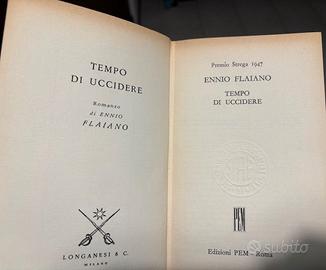 TEMPO
DI UCCIDERE
Romanzo
di ENNIO
FLAIANO
LONGANESI & C.
MILANO
Premio Strega 1947
ENNIO FLAIANO
TEMPO
DI UCCIDERE
PEM
Edizioni PEM - Roma
subito